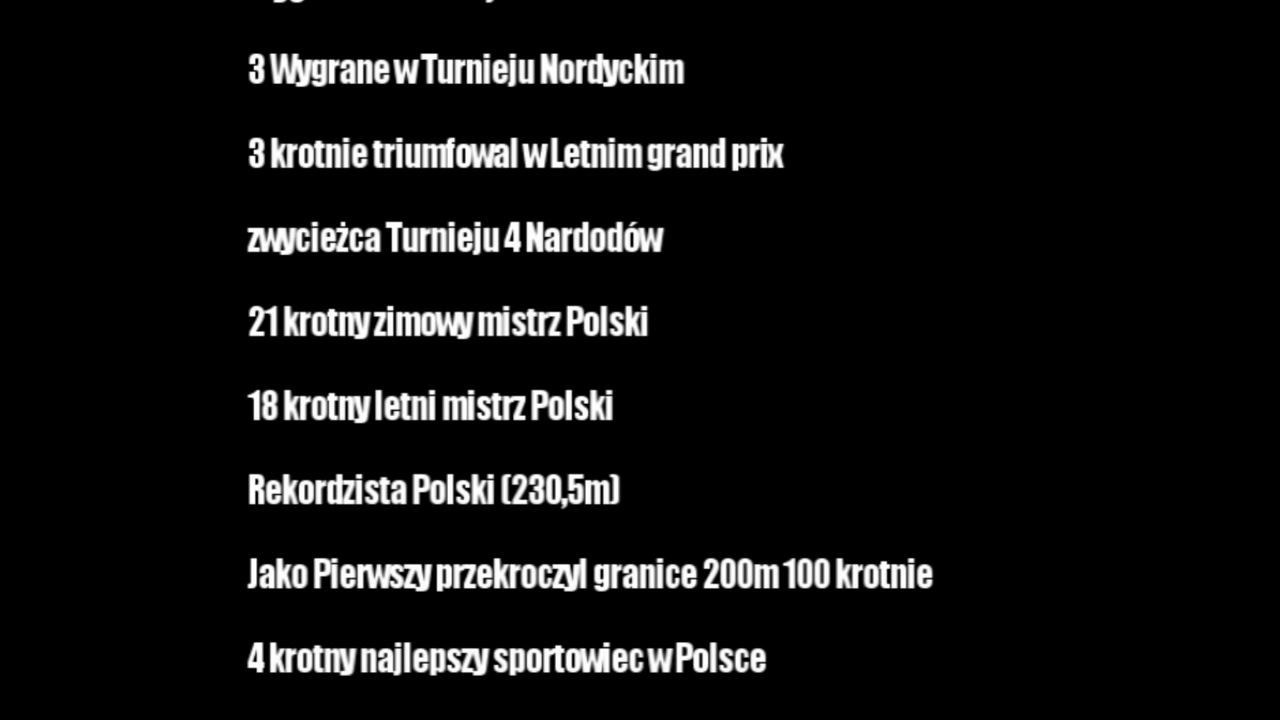 3 Wygrane w Turnieju Nordyckim
3 krotnie triumfowal w Letnim grand prix
zwycieżca Turnieju 4 Nardodów
21 krotny zimowy mistrz Polski
18 krotny letni mistrz Polski
Rekordzista Polski (230,5m)
Jako Pierwszy przekroczyl granice 200m 100 krotnie
4 krotny najlepszy sportowiec w Polsce